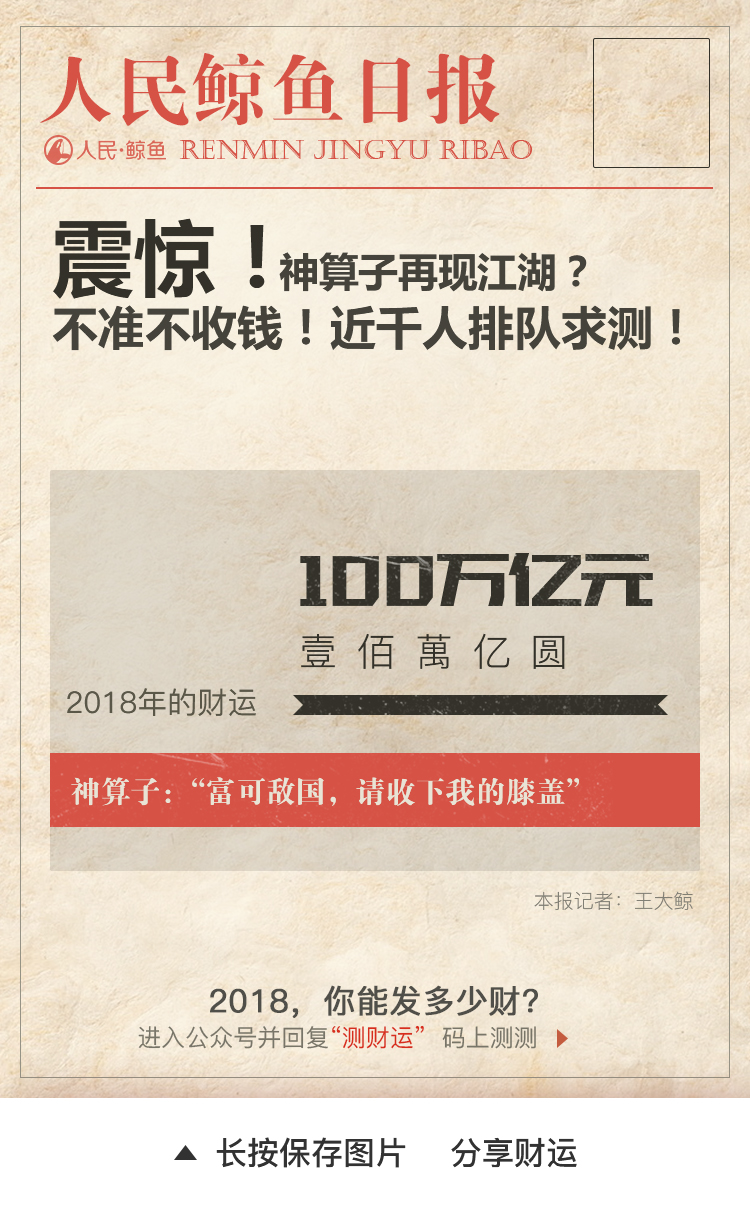 人民鲸鱼日报
人民·鲸鱼 RENMIN JINGYU RIBAO
震惊！神算子再现江湖？
不准不收钱！近千人排队求测！
100万亿元
壹佰萬亿圆
2018年的财运
神算子：“富可敌国，请收下我的膝盖”
本报记者：王大鲸
2018，你能发多少财？
进入公众号并回复“测财运” 码上测测
长按保存图片 分享财运